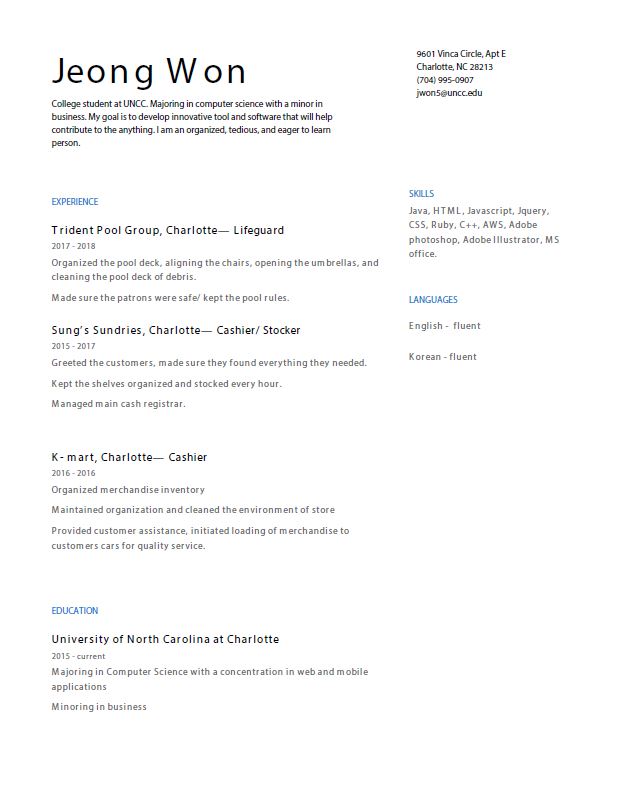 Jeong Won
College student at UNCC. Majoring in computer science with a minor in
business. My goal is to develop innovative tool and software that will help
contribute to the anything. I am an organized, tedious, and eager to learn
person.
9601 Vinca Circle, Apt E
Charlotte, NC 28213
(704) 995-0907
jwon5@uncc.edu
EXPERIENCE
Trident Pool Group, Charlotte— Lifeguard
2017 - 2018
Organized the pool deck, aligning the chairs, opening the umbrellas, and
cleaning the pool deck of debris.
Made sure the patrons were safe/ kept the pool rules.
Sung's Sundries, Charlotte— Cashier/ Stocker
2015 - 2017
Greeted the customers, made sure they found everything they needed.
Kept the shelves organized and stocked every hour.
Managed main cash registrar.
K- mart, Charlotte— Cashier
2016 - 2016
Organized merchandise inventory
Maintained organization and cleaned the environment of store
Provided customer assistance, initiated loading of merchandise to
customers cars for quality service.
EDUCATION
University of North Carolina at Charlotte
2015 - current
Majoring in Computer Science with a concentration in web and mobile
applications
Minoring in business
SKILLS
Java, HTML, Javascript, Jquery,
CSS, Ruby, C++, AWS, Adobe
photoshop, Adobe Illustrator, MS
office.
LANGUAGES
English - fluent
Korean - fluent